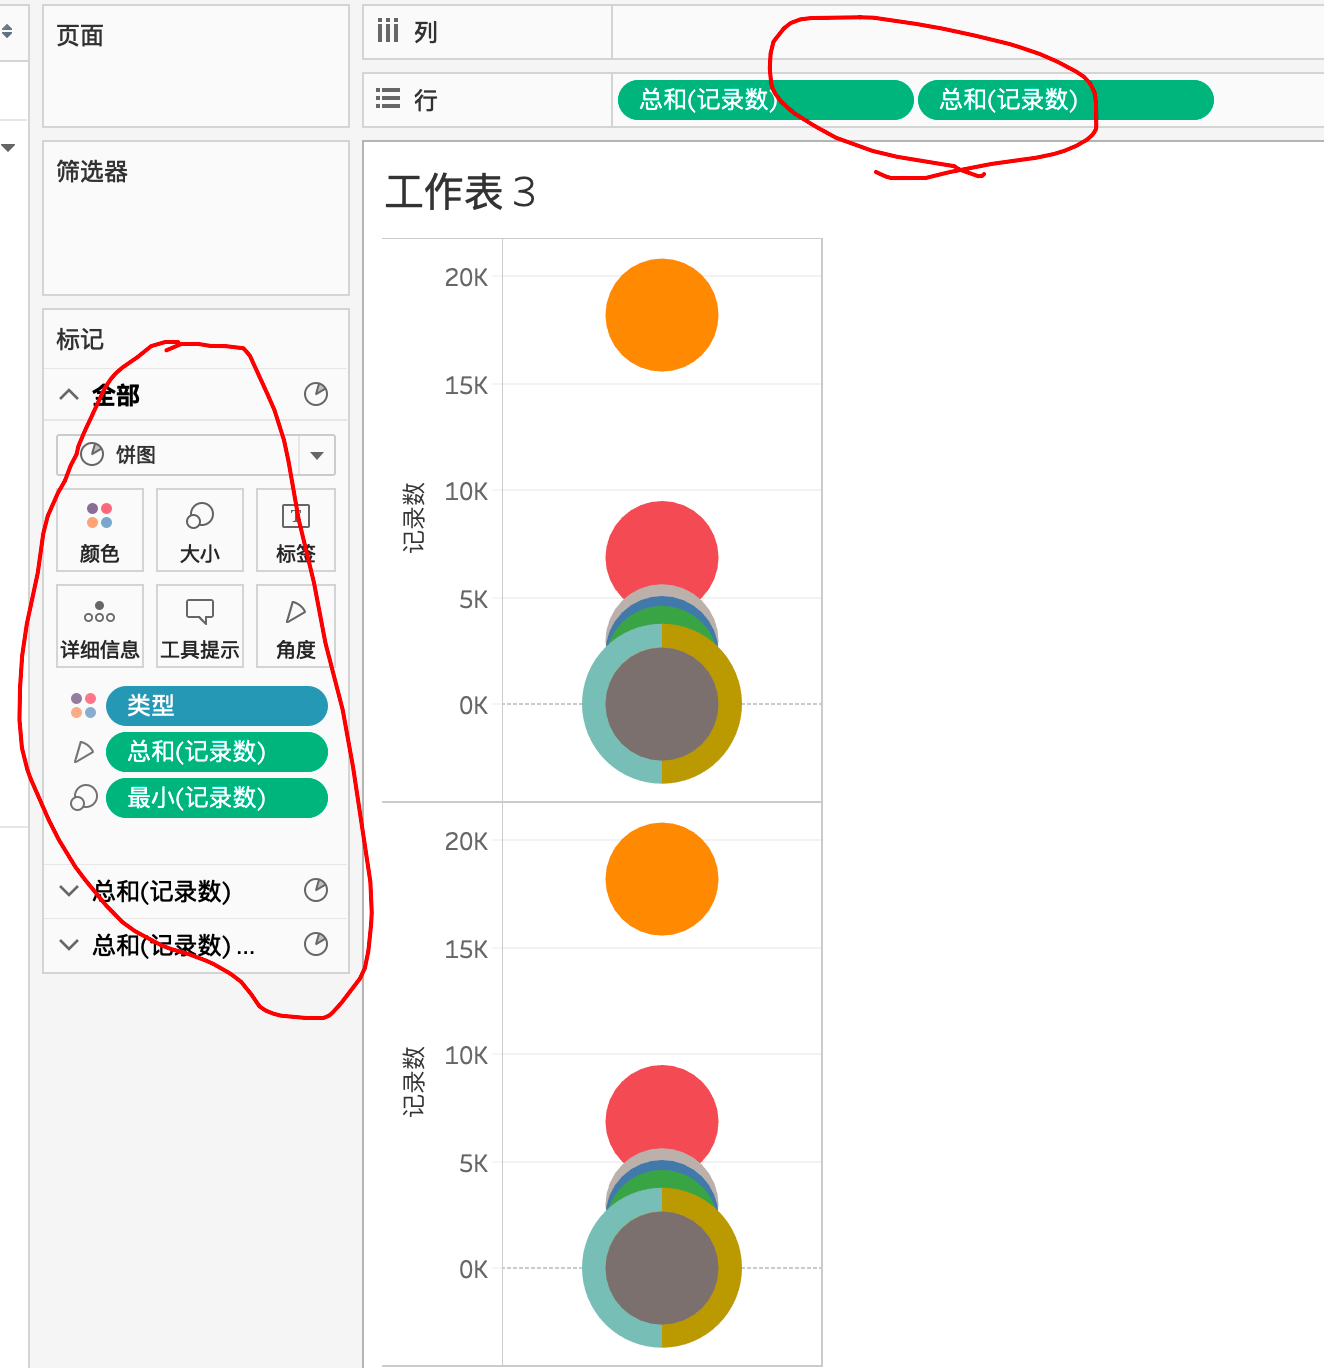 页面
列
行
总和(记录数)
总和(记录数)
筛选器
标记
全部
饼图
颜色
大小
标签
详细信息
工具提示
角度
类型
总和(记录数)
最小(记录数)
总和(记录数)
总和(记录数) ...
工作表 3
20K
15K
10K
5K
0K
记录数
20K
15K
10K
5K
0K
记录数